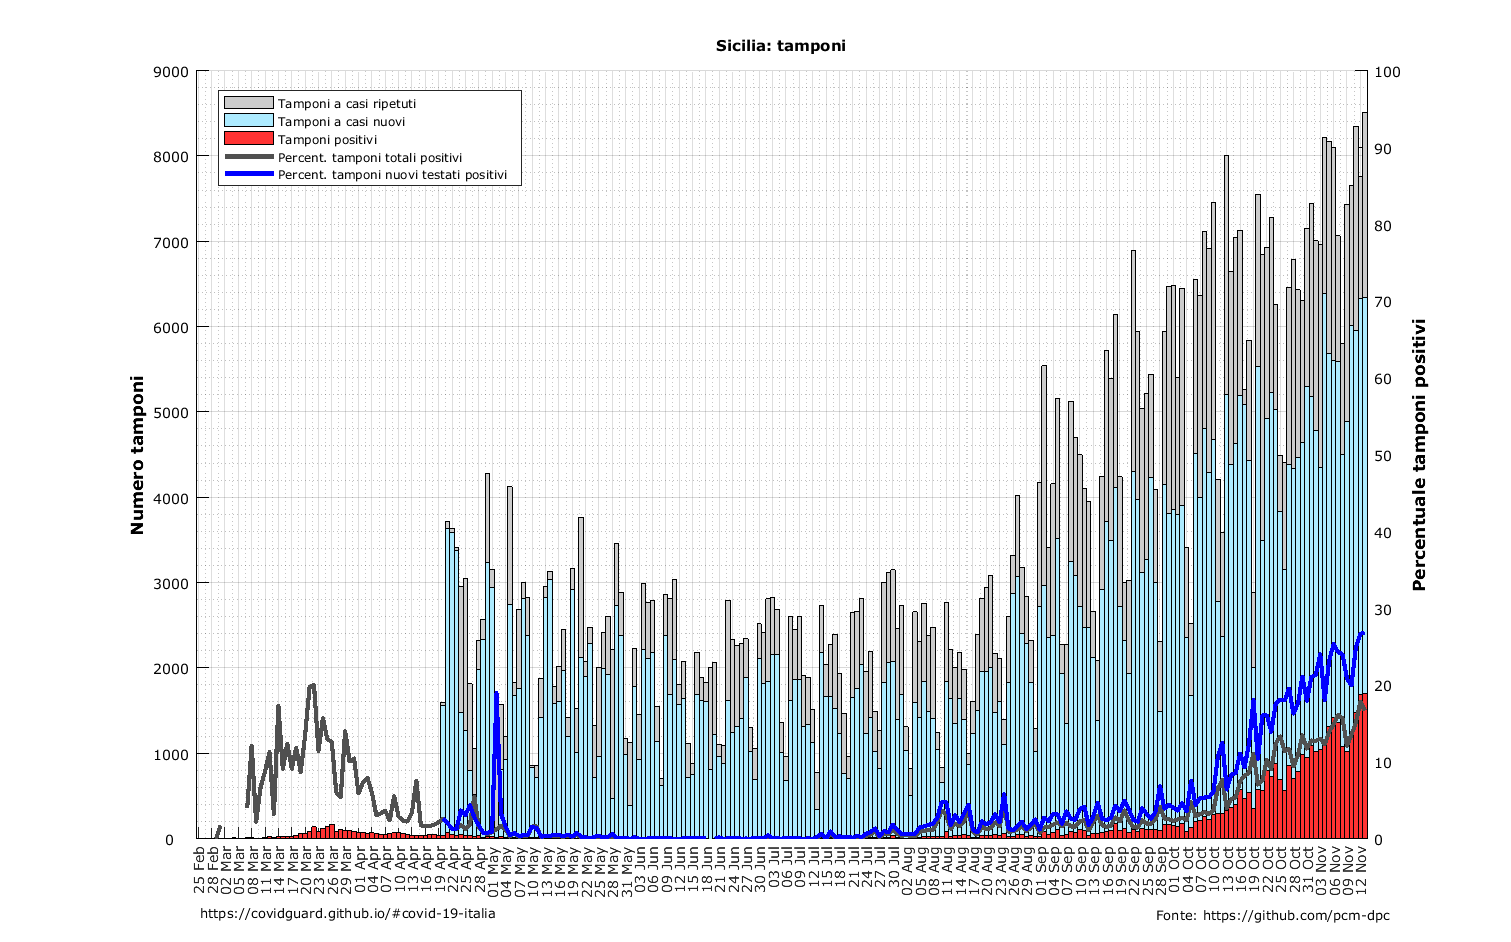 Sicilia: tamponi
Numero tamponi
9000
8000
7000
6000
5000
4000
3000
2000
1000
0
Tamponi a casi ripetuti
Tamponi a casi nuovi
Tamponi positivi
Percent. tamponi totali positivi
Percent. tamponi nuovi testati positivi
100
90
80
70
60
50
40
30
20
10
0
Percentuale tamponi positivi
25 Feb
28 Feb
02 Mar
05 Mar
08 Mar
11 Mar
14 Mar
17 Mar
20 Mar
23 Mar
26 Mar
29 Mar
01 Apr
04 Apr
07 Apr
10 Apr
13 Apr
16 Apr
19 Apr
22 Apr
25 Apr
28 Apr
01 May
04 May
07 May
10 May
13 May
16 May
19 May
22 May
25 May
28 May
31 May
03 Jun
06 Jun
09 Jun
12 Jun
15 Jun
18 Jun
21 Jun
24 Jun
27 Jun
30 Jun
03 Jul
06 Jul
09 Jul
12 Jul
15 Jul
18 Jul
21 Jul
24 Jul
27 Jul
30 Jul
02 Aug
05 Aug
08 Aug
11 Aug
14 Aug
17 Aug
20 Aug
23 Aug
26 Aug
29 Aug
01 Sep
04 Sep
07 Sep
10 Sep
13 Sep
16 Sep
19 Sep
22 Sep
25 Sep
28 Sep
01 Oct
04 Oct
07 Oct
10 Oct
13 Oct
16 Oct
19 Oct
22 Oct
25 Oct
28 Oct
31 Oct
03 Nov
06 Nov
09 Nov
12 Nov
https://covidguard.github.io/#covid-19-italia
Fonte: https://github.com/pcm-dpc